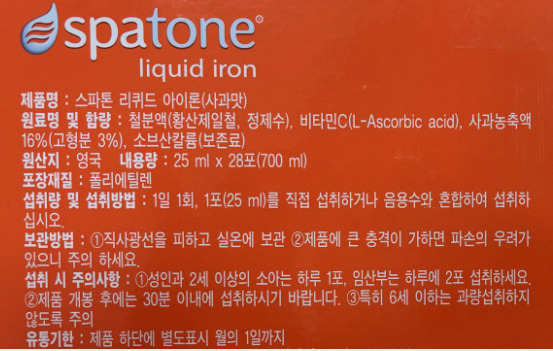 spatone®
liquid iron
제품명 : 스파톤 리퀴드 아이론(사과맛)
원료명 및 함량 : 철분액(황산제일철, 정제수), 비타민C(L-Ascorbic acid), 사과농축액
16%(고형분 3%), 소브산칼륨(보존료)
원산지 : 영국 내용량 : 25 ml x 28포(700 ml)
포장재질 : 폴리에틸렌
섭취량 및 섭취방법 : 1일 1회, 1포(25 ml)를 직접 섭취하거나 음용수와 혼합하여 섭취하
십시오.
보관방법 : ①직사광선을 피하고 실온에 보관 ②제품에 큰 충격이 가하면 파손의 우려가
있으니 주의 하세요.
섭취 시 주의사항 : ①성인과 2세 이상의 소아는 하루 1포, 임산부는 하루에 2포 섭취하세요.
②제품 개봉 후에는 30분 이내에 섭취하시기 바랍니다. ③특히 6세 이하는 과량섭취하지
않도록 주의
유통기한 : 제품 하단에 별도표시 월의 1일까지